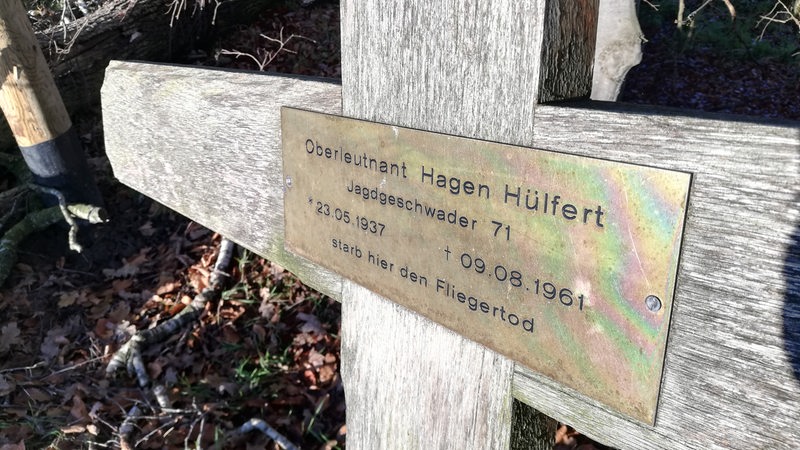 Oberleutnant Hagen Hülfert
Jagdgeschwader 71
* 23.05.1937 † 09.08.1961
starb hier den Fliegertod